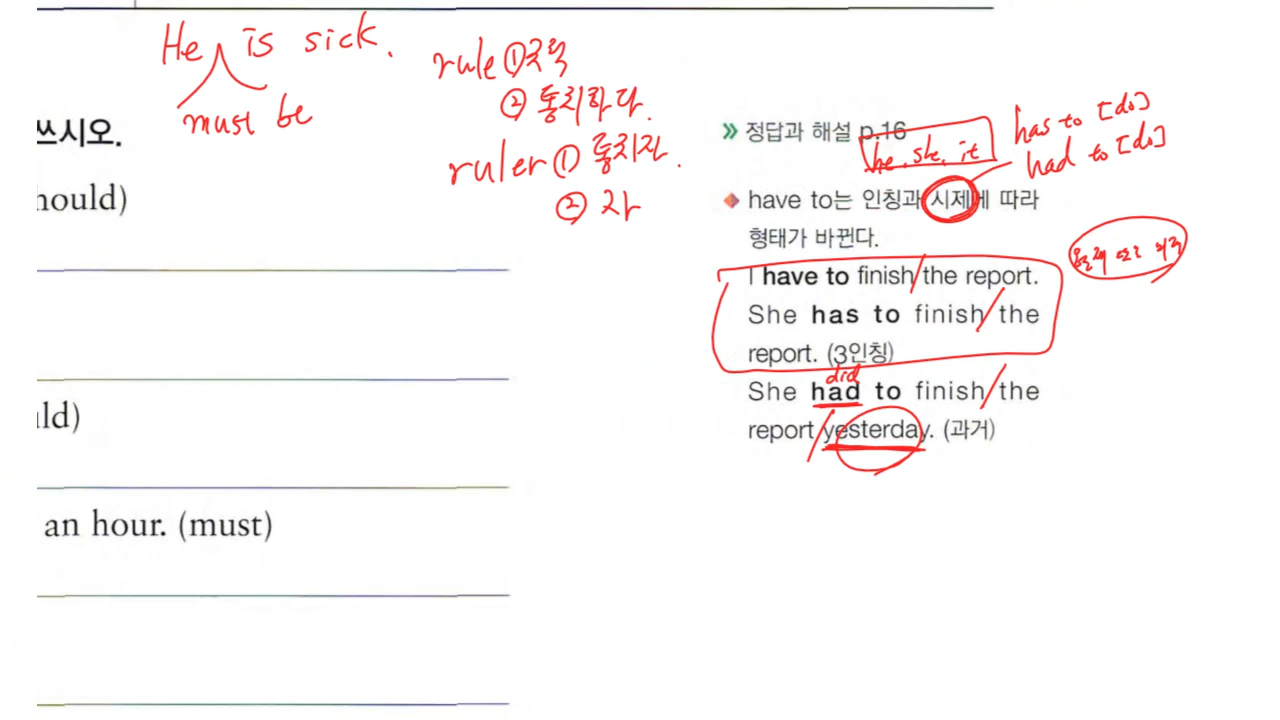 He is sick.
must be
rule ① 규칙
② 통치하다.
ruler ① 통치자.
② 자
쓰시오.
hould)
ld)
an hour. (must)
» 정답과 해설 p.16
he, she, it
has to [do]
had to [do]
have to는 인칭과 시제에 따라
형태가 바뀐다.
I have to finish the report.
She has to finish the
report. (3인칭)
did
She had to finish the
report yesterday. (과거)